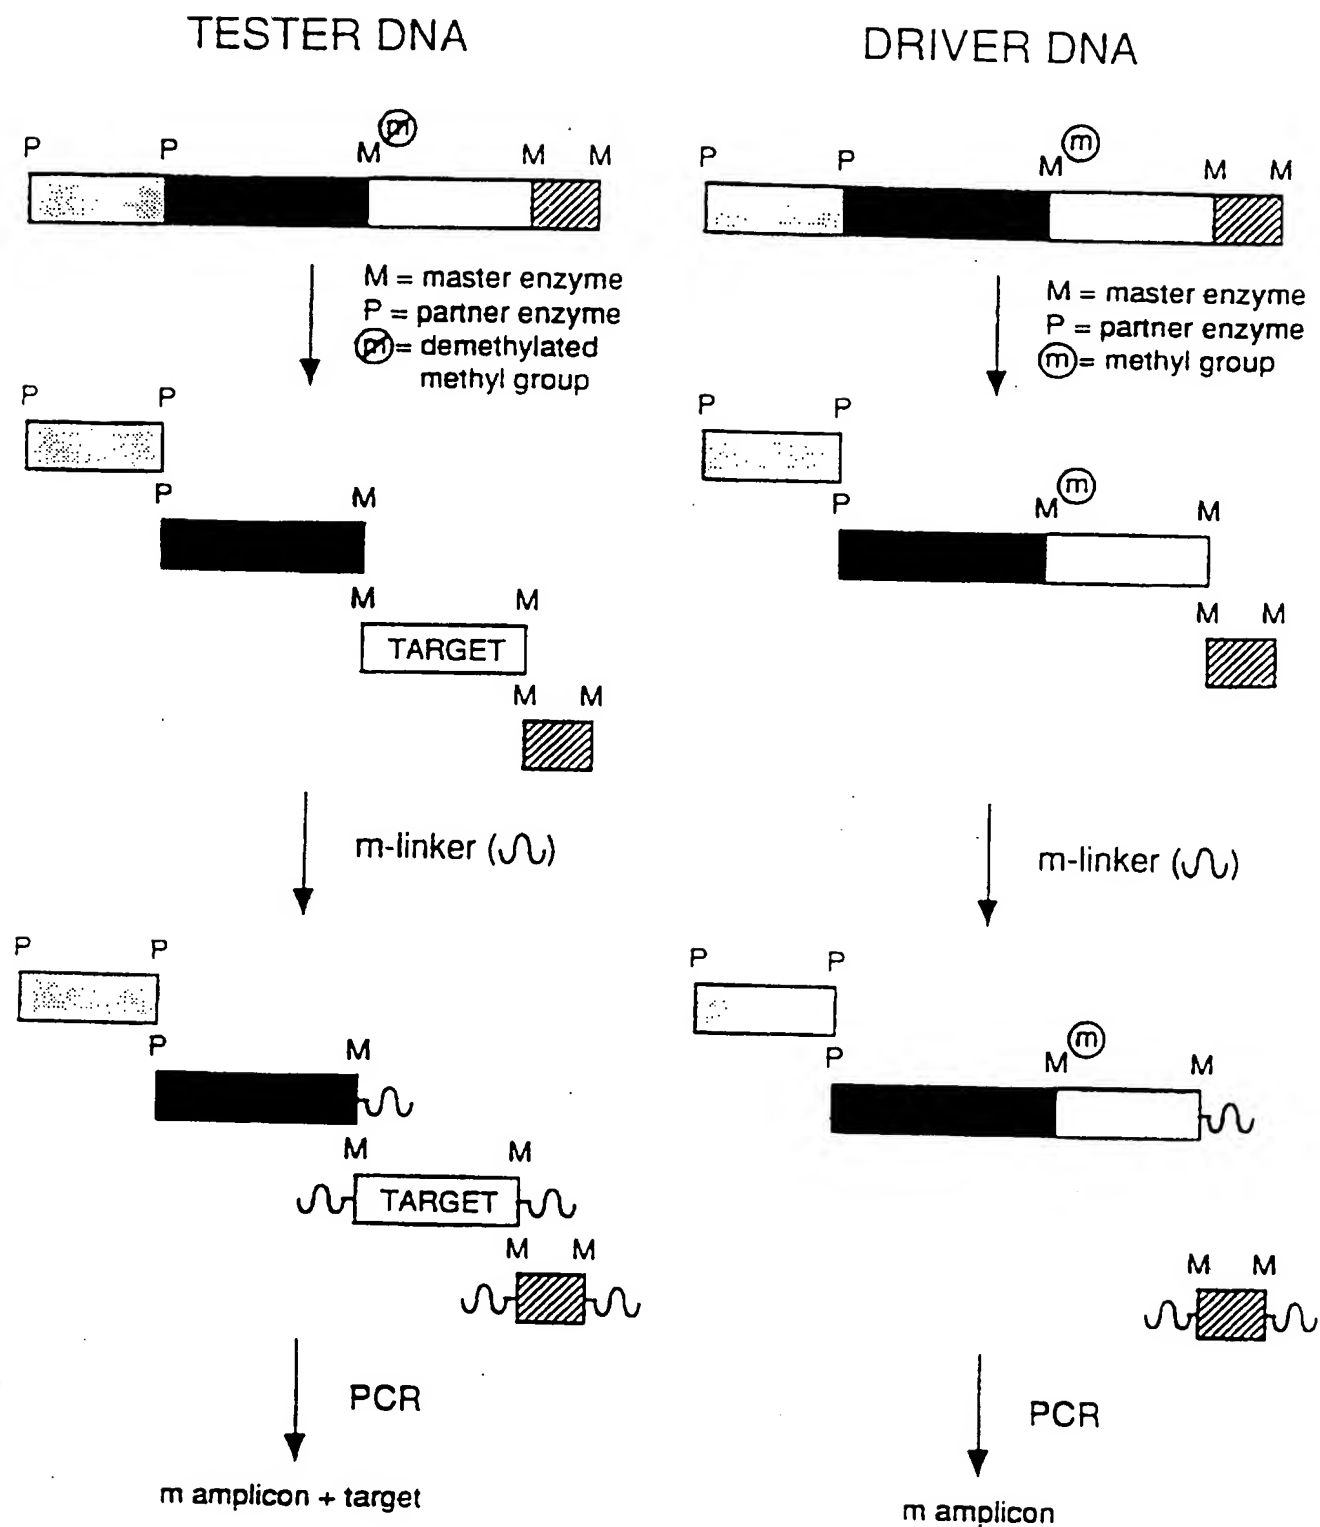 TESTER DNA
P P M m M M
M = master enzyme
P = partner enzyme
m = demethylated
methyl group
P P
P M
M M
TARGET
M M
m-linker ( )
P P
P M
M M
TARGET
M M
PCR
m amplicon + target
DRIVER DNA
P P M m M M
M = master enzyme
P = partner enzyme
m = methyl group
P P
P M m M
M M
m-linker ( )
P P
P M m M
M M
PCR
m amplicon